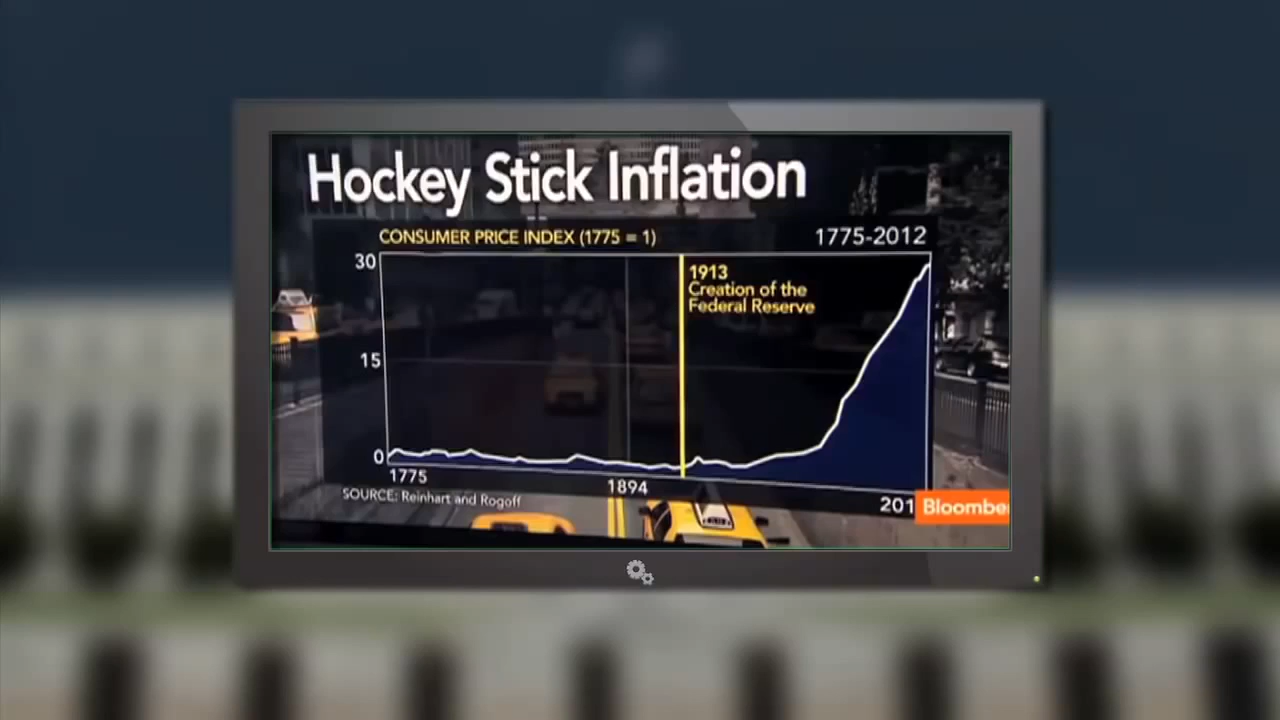 Hockey Stick Inflation
CONSUMER PRICE INDEX (1775 = 1)
1775-2012
30
15
0
1913
Creation of the
Federal Reserve
1775
1894
201
SOURCE: Reinhart and Rogoff
Bloombe